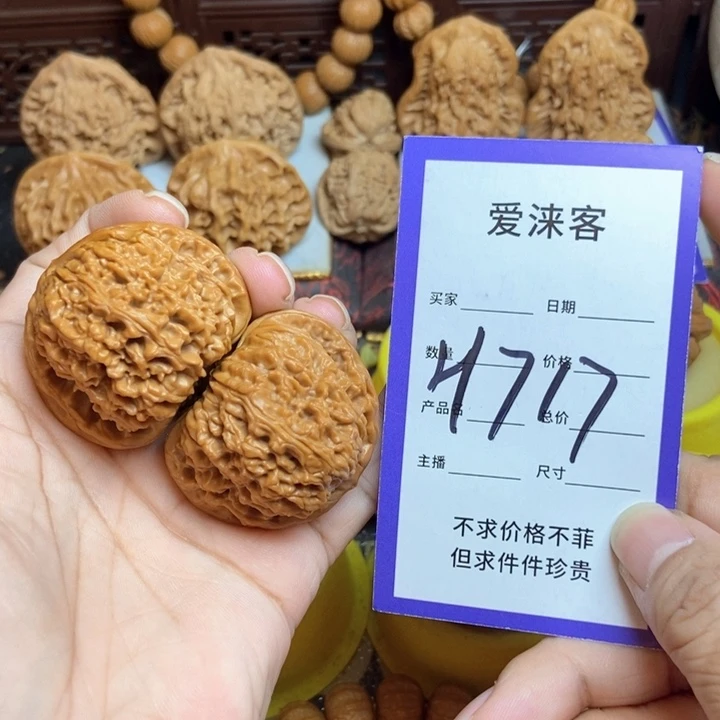 爱涞客
买家 日期
数量 价格
4717
产品名 总价
主播 尺寸
不求价格不菲
但求件件珍贵